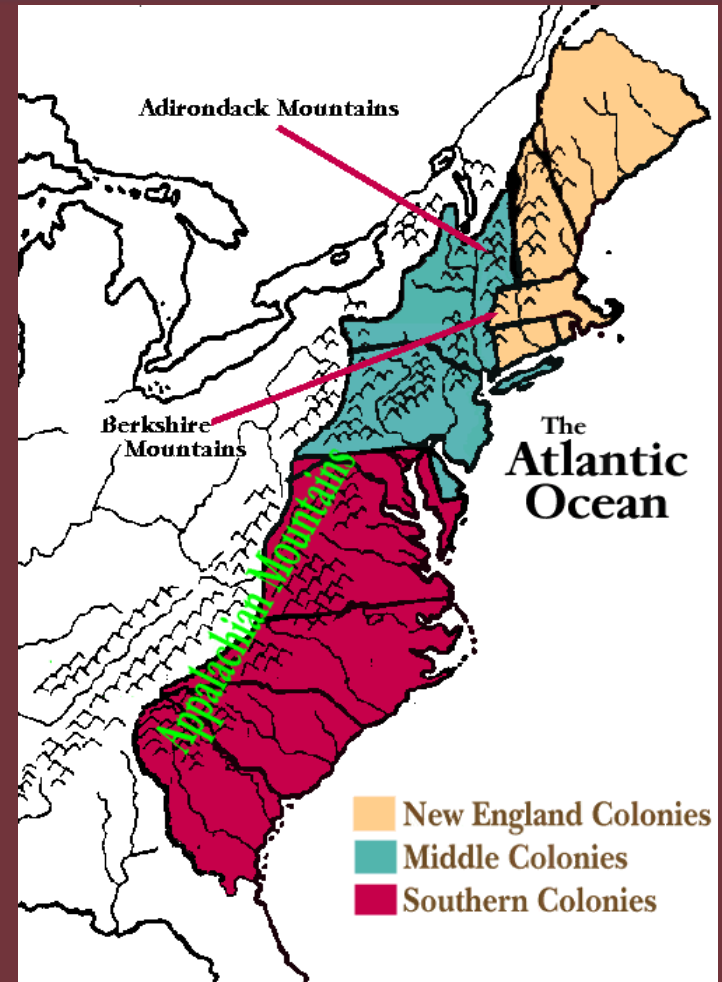 Adirondack Mountains
Berkshire
Mountains
The
Atlantic
Ocean
Appalachian Mountains
New England Colonies
Middle Colonies
Southern Colonies